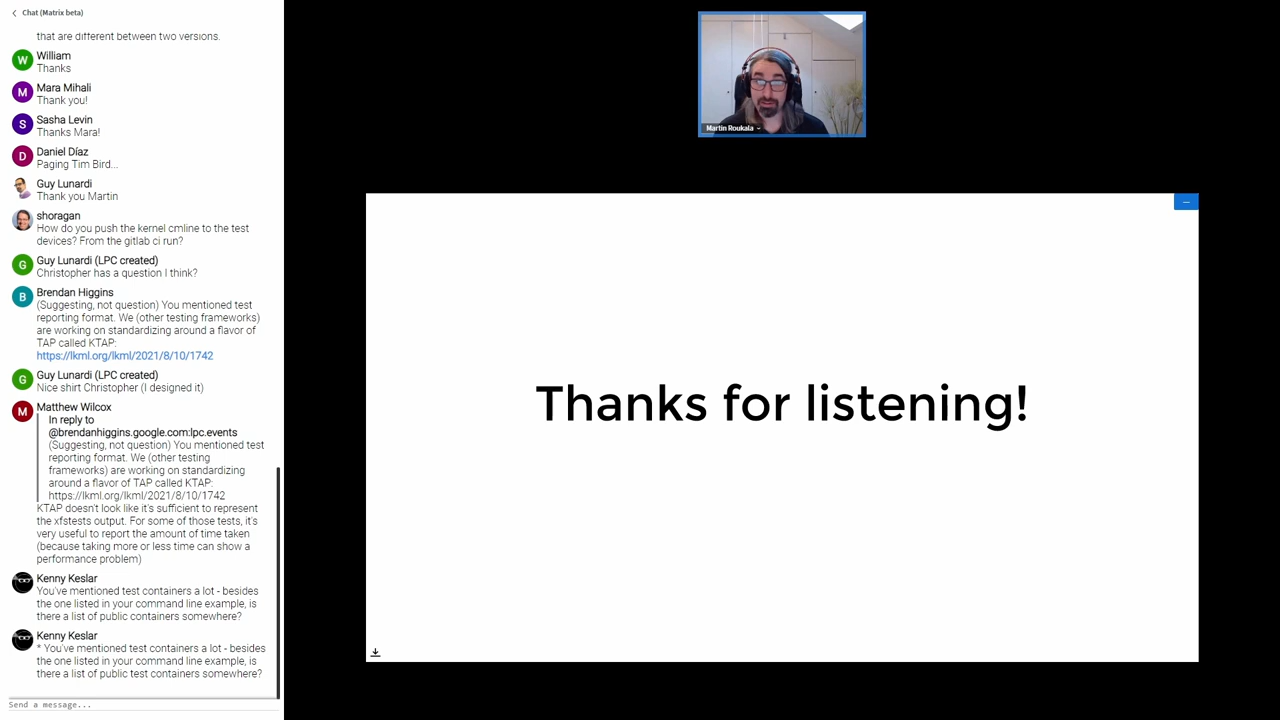 Chat (Matrix beta)
that are different between two versions.
W
William
Thanks
M
Mara Mihali
Thank you!
S
Sasha Levin
Thanks Mara!
D
Daniel Díaz
Paging Tim Bird...
Guy Lunardi
Thank you Martin
shoragan
How do you push the kernel cmline to the test
devices? From the gitlab ci run?
G
Guy Lunardi (LPC created)
Christopher has a question I think?
B
Brendan Higgins
(Suggesting, not question) You mentioned test
reporting format. We (other testing frameworks)
are working on standardizing around a flavor of
TAP called KTAP:
https://lkml.org/lkml/2021/8/10/1742
G
Guy Lunardi (LPC created)
Nice shirt Christopher (I designed it)
M
Matthew Wilcox
In reply to
@brendanhiggins.google.com:lpc.events
(Suggesting, not question) You mentioned test
reporting format. We (other testing
frameworks) are working on standardizing
around a flavor of TAP called KTAP:
https://lkml.org/lkml/2021/8/10/1742
KTAP doesn't look like it's sufficient to represent
the xfstests output. For some of those tests, it's
very useful to report the amount of time taken
(because taking more or less time can show a
performance problem)
Kenny Keslar
You've mentioned test containers a lot - besides
the one listed in your command line example, is
there a list of public containers somewhere?
Kenny Keslar
* You've mentioned test containers a lot - besides
the one listed in your command line example, is
there a list of public test containers somewhere?
Send a message...
Martin Roukala
Thanks for listening!